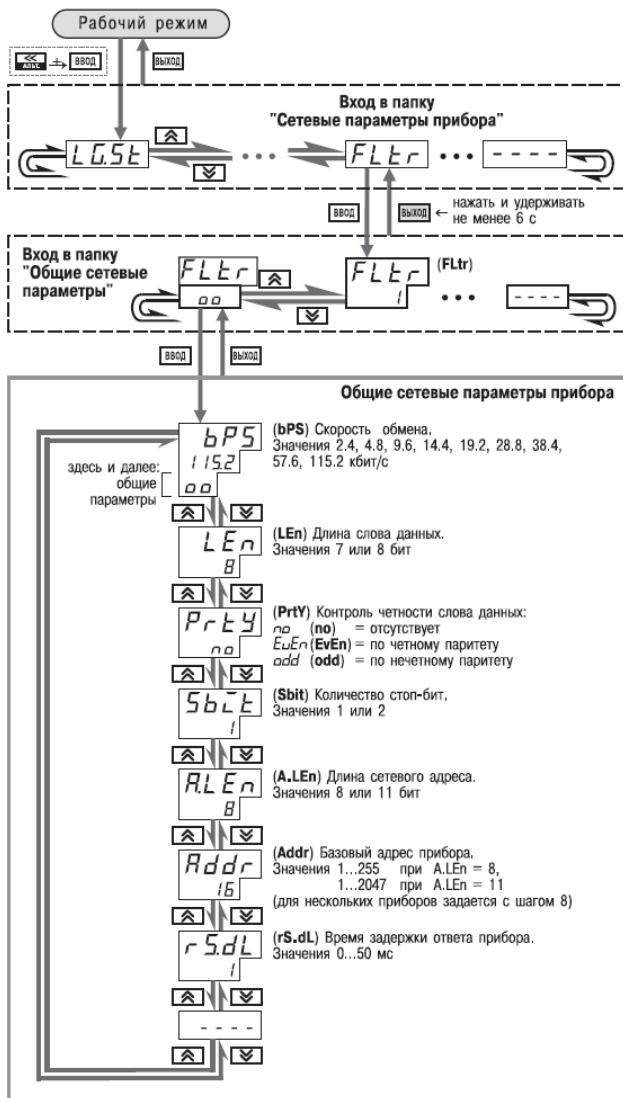 Рабочий режим
≪ АЛЬТ + ВВОД
ВЫХОД
Вход в папку
"Сетевые параметры прибора"
LG.St
• • •
FLtr
• • •
- - - -
ВВОД
ВЫХОД ← нажать и удерживать
не менее 6 с
Вход в папку
"Общие сетевые
параметры"
FLtr
oo
FLtr (FLtr)
1
• • •
- - - -
ВВОД
ВЫХОД
Общие сетевые параметры прибора
bPS
115.2
oo
(bPS) Скорость обмена.
Значения 2.4, 4.8, 9.6, 14.4, 19.2, 28.8, 38.4,
57.6, 115.2 кбит/с
здесь и далее:
общие
параметры
LEn
8
(LEn) Длина слова данных.
Значения 7 или 8 бит
PrtY
no
(PrtY) Контроль четности слова данных:
no (no) = отсутствует
EvEn (EvEn) = по четному паритету
odd (odd) = по нечетному паритету
Sbit
1
(Sbit) Количество стоп-бит.
Значения 1 или 2
A.LEn
8
(A.LEn) Длина сетевого адреса.
Значения 8 или 11 бит
Addr
16
(Addr) Базовый адрес прибора.
Значения 1...255 при A.LEn = 8,
1...2047 при A.LEn = 11
(для нескольких приборов задается с шагом 8)
rS.dL
1
(rS.dL) Время задержки ответа прибора.
Значения 0...50 мс
- - - -